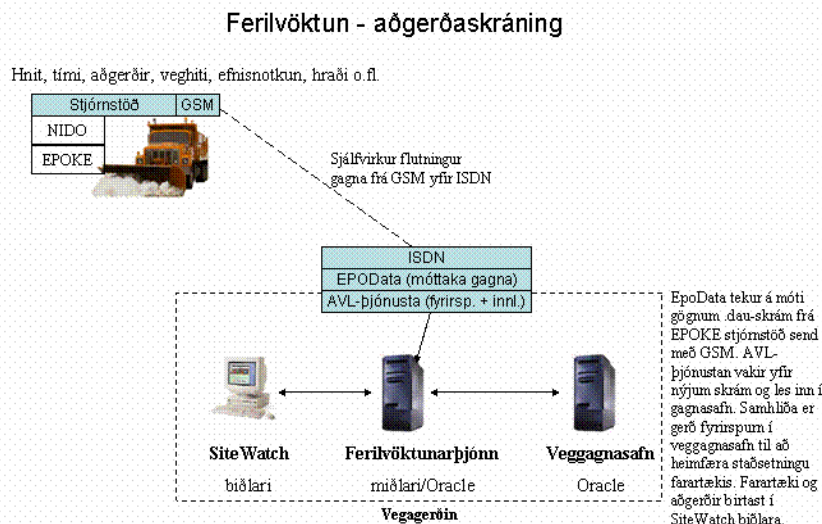 Ferilvöktun - aðgerðaskráning
Hnit, tími, aðgerðir, veghiti, efnisnotkun, hraði o.fl.
Stjórnstöð GSM
NIDO
EPOKE
Sjálfvirkur flutningur
gagna frá GSM yfir ISDN
ISDN
EPOData (móttaka gagna)
AVL-þjónusta (fyrirsp. + innl.)
EpoData tekur á móti
gögnum .dau-skrám frá
EPOKE stjórnstöð send
með GSM. AVL-
þjónustan vakir yfir
nýjum skrám og les inn í
gagnasafn. Samhliða er
gerð fyrirspurn í
veggagnasafn til að
heimfæra staðsetningu
farartækis. Farartæki og
aðgerðir birtast í
SiteWatch biðlara.
SiteWatch Ferilvöktunarþjónn Veggagnasafn
biðlari miðlari/Oracle Oracle
Vegagerðin